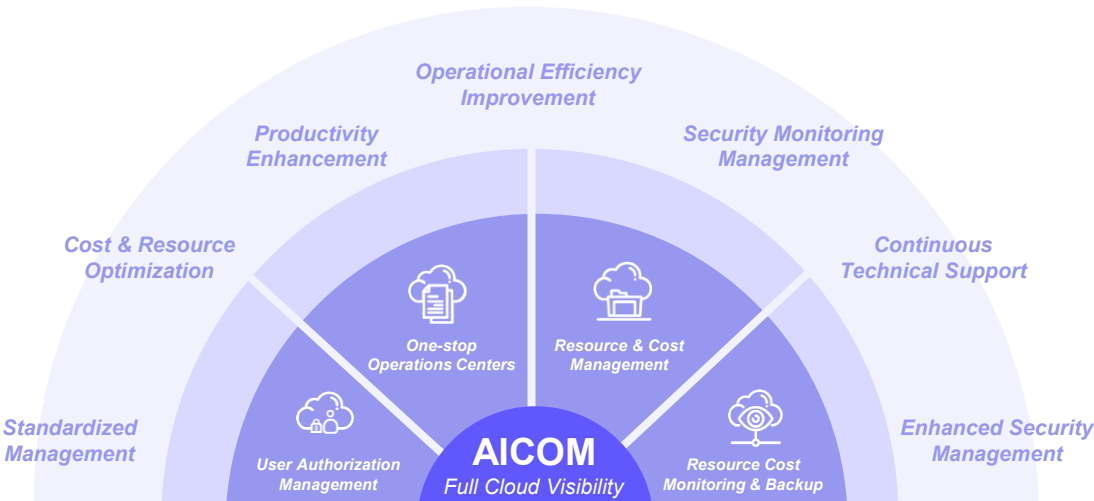 Operational Efficiency
Improvement
Productivity
Enhancement
Security Monitoring
Management
Cost & Resource
Optimization
Continuous
Technical Support
Standardized
Management
Enhanced Security
Management
One-stop
Operations Centers
Resource & Cost
Management
User Authorization
Management
Resource Cost
Monitoring & Backup
AICOM
Full Cloud Visibility